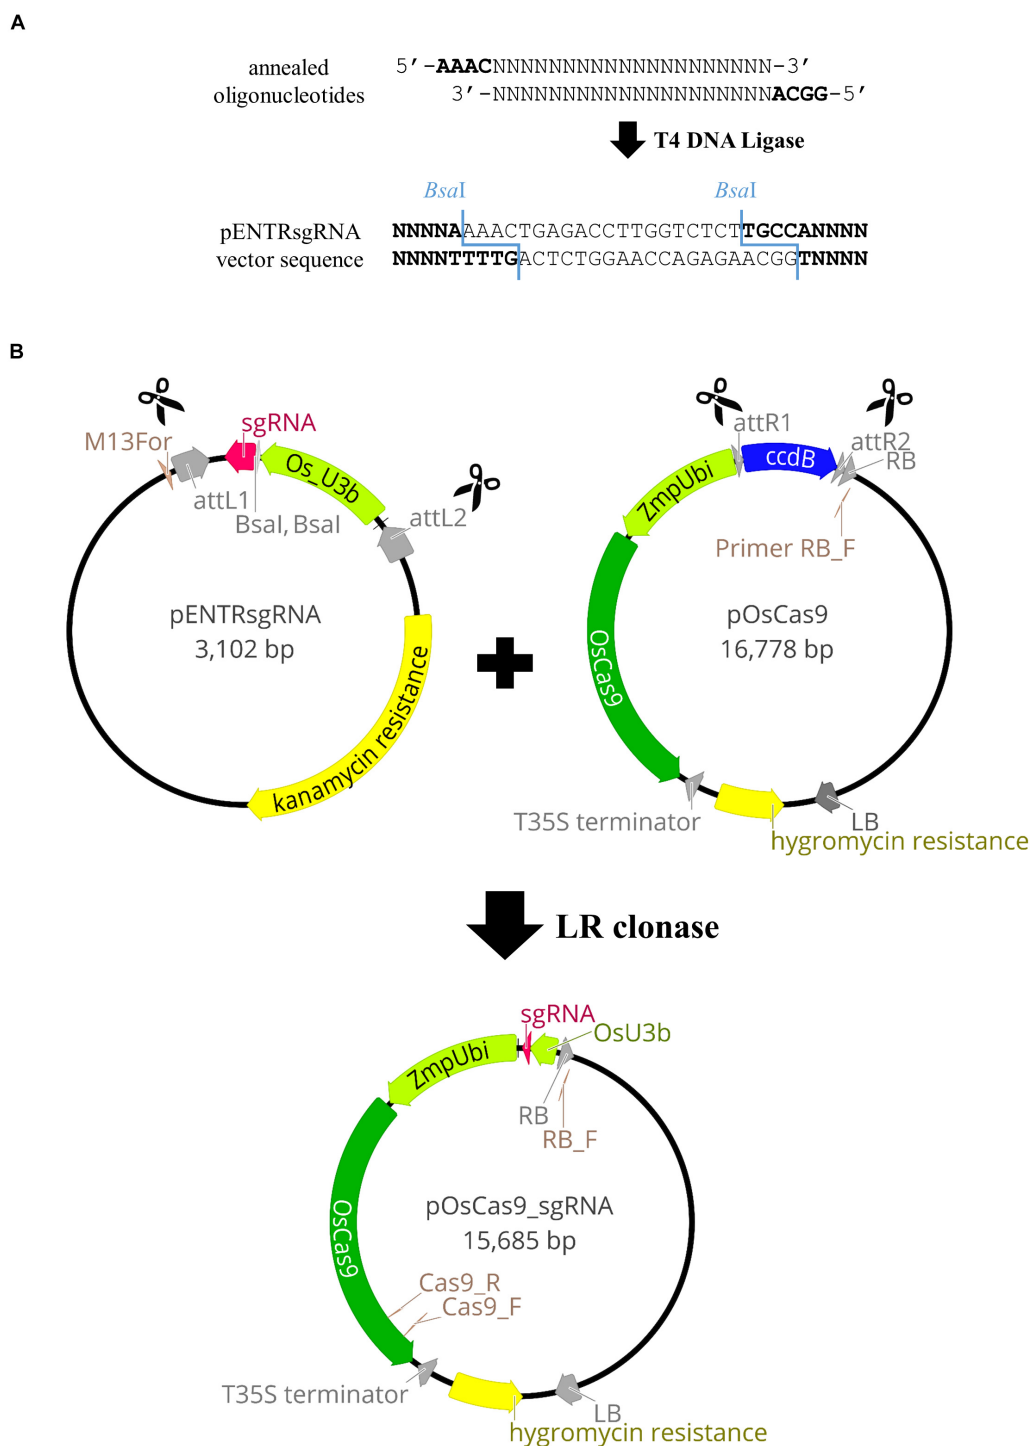 A
annealed oligonucleotides
5′-AAACNNNNNNNNNNNNNNNNNNNN-3′
3′-NNNNNNNNNNNNNNNNNNNNACGG-5′
T4 DNA Ligase
BsaI BsaI
pENTRsgRNA vector sequence
NNNNAAAACTGAGACCTTGGTCTCTTGCCANNNN
NNNNTTTTGACTCTGGAACCAGAGAACGGTNNNN
B
M13For
sgRNA
attL1
BsaI, BsaI
Os_U3b
attL2
pENTRsgRNA
3,102 bp
kanamycin resistance
attR1
ccdB
attR2
RB
ZmpUbi
Primer RB_F
OsCas9
pOsCas9
16,778 bp
T35S terminator
LB
hygromycin resistance
LR clonase
sgRNA
OsU3b
ZmpUbi
RB
RB_F
OsCas9
pOsCas9_sgRNA
15,685 bp
Cas9_R
Cas9_F
T35S terminator
LB
hygromycin resistance